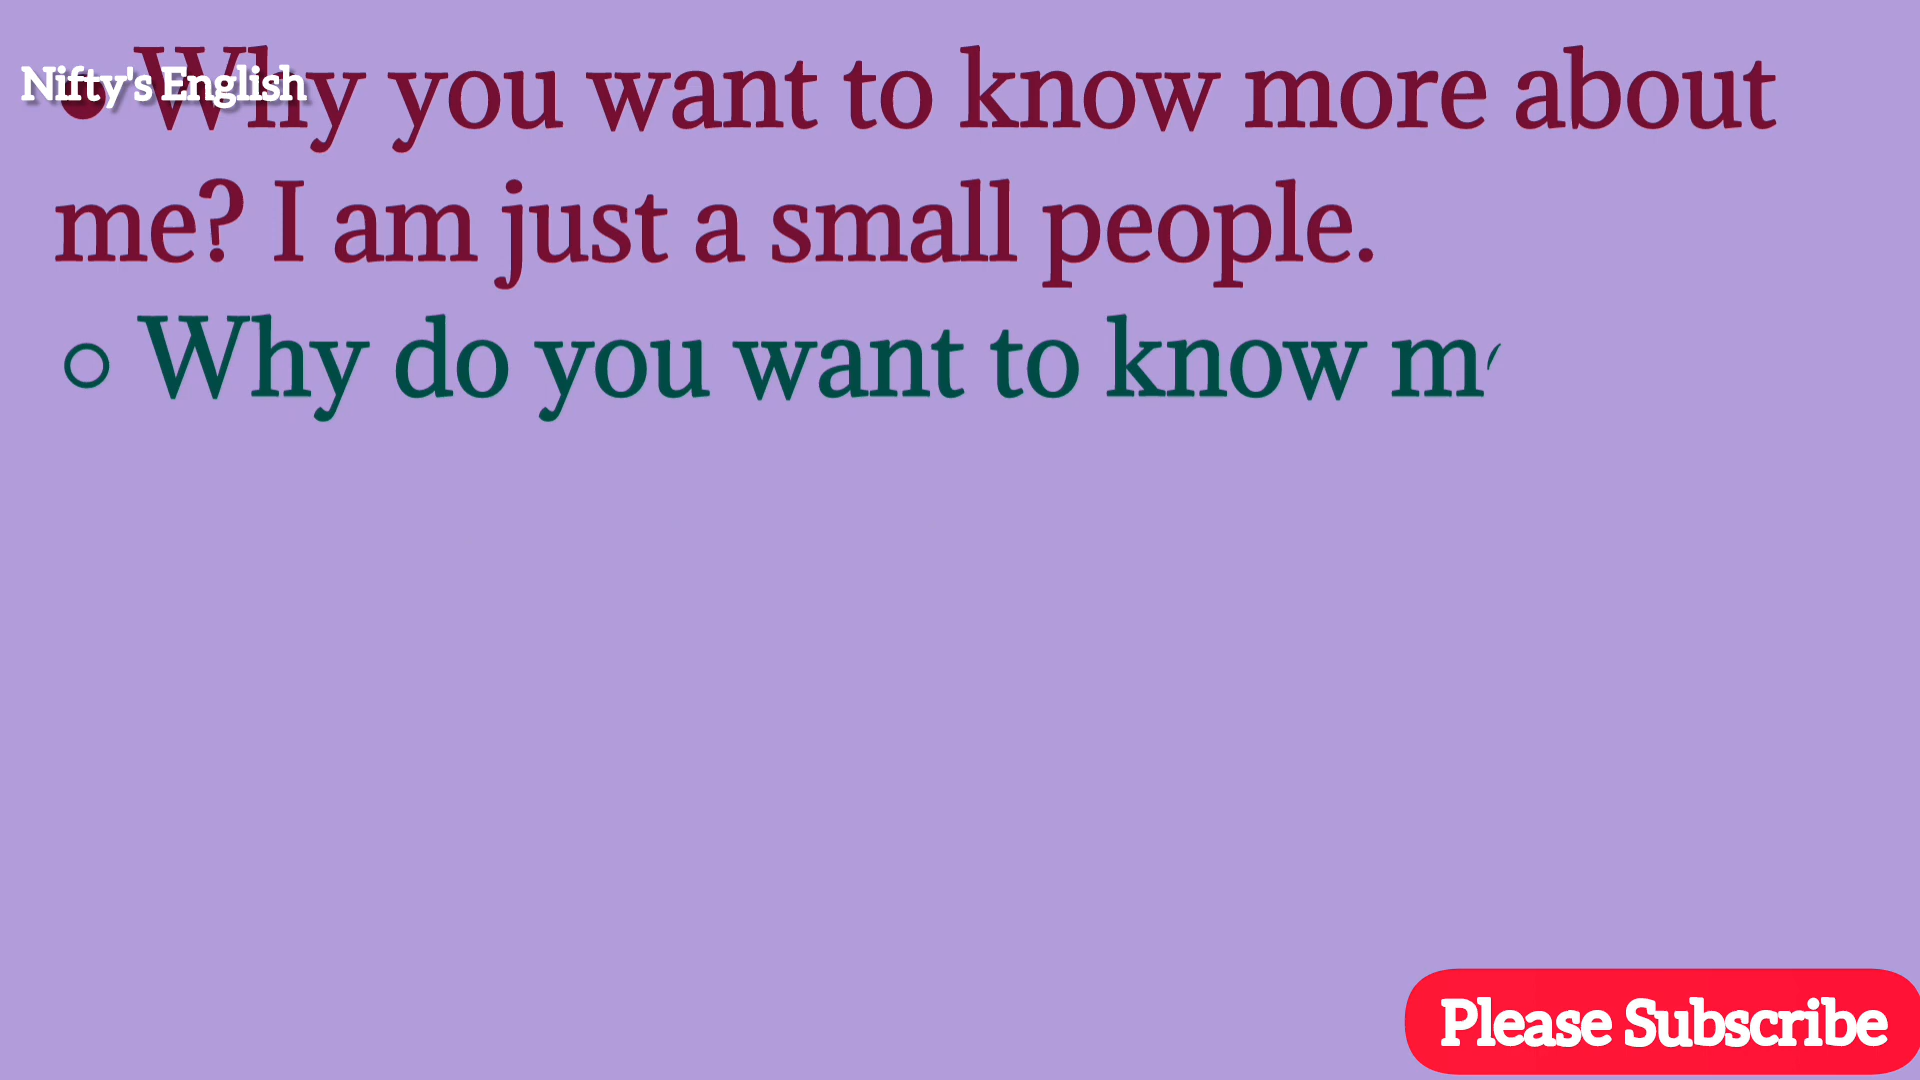 Nifty's English
● Why you want to know more about
me? I am just a small people.
○ Why do you want to know m
Please Subscribe